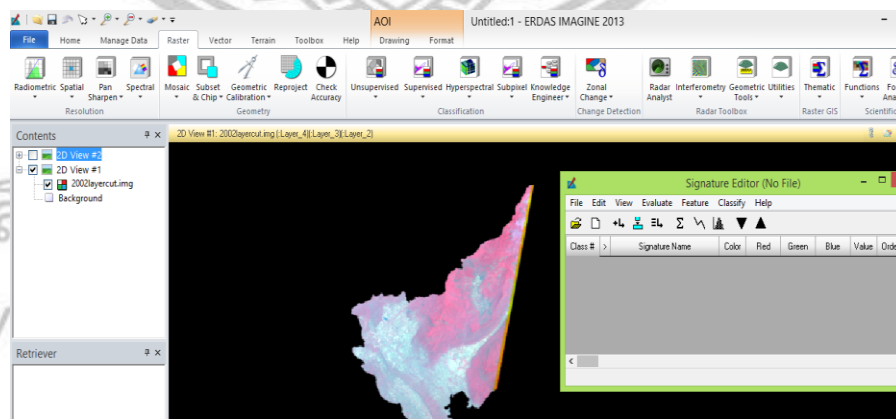 AOI Untitled:1 - ERDAS IMAGINE 2013
File Home Manage Data Raster Vector Terrain Toolbox Help Drawing Format
Radiometric Spatial Pan Sharpen Spectral Mosaic Subset & Chip Geometric Calibration Reproject Check Accuracy Unsupervised Supervised Hyperspectral Subpixel Knowledge Engineer Zonal Change Radar Analyst Interferometry Geometric Tools Utilities Thematic Functions
Resolution Geometry Classification Change Detection Radar Toolbox Raster GIS Scientific
Contents
2D View #1: 2002layercut.img (:Layer_4)(:Layer_3)(:Layer_2)
2D View #2
2D View #1
2002layercut.img
Background
Retriever
Signature Editor (No File)
File Edit View Evaluate Feature Classify Help
Class # > Signature Name Color Red Green Blue Value Orde